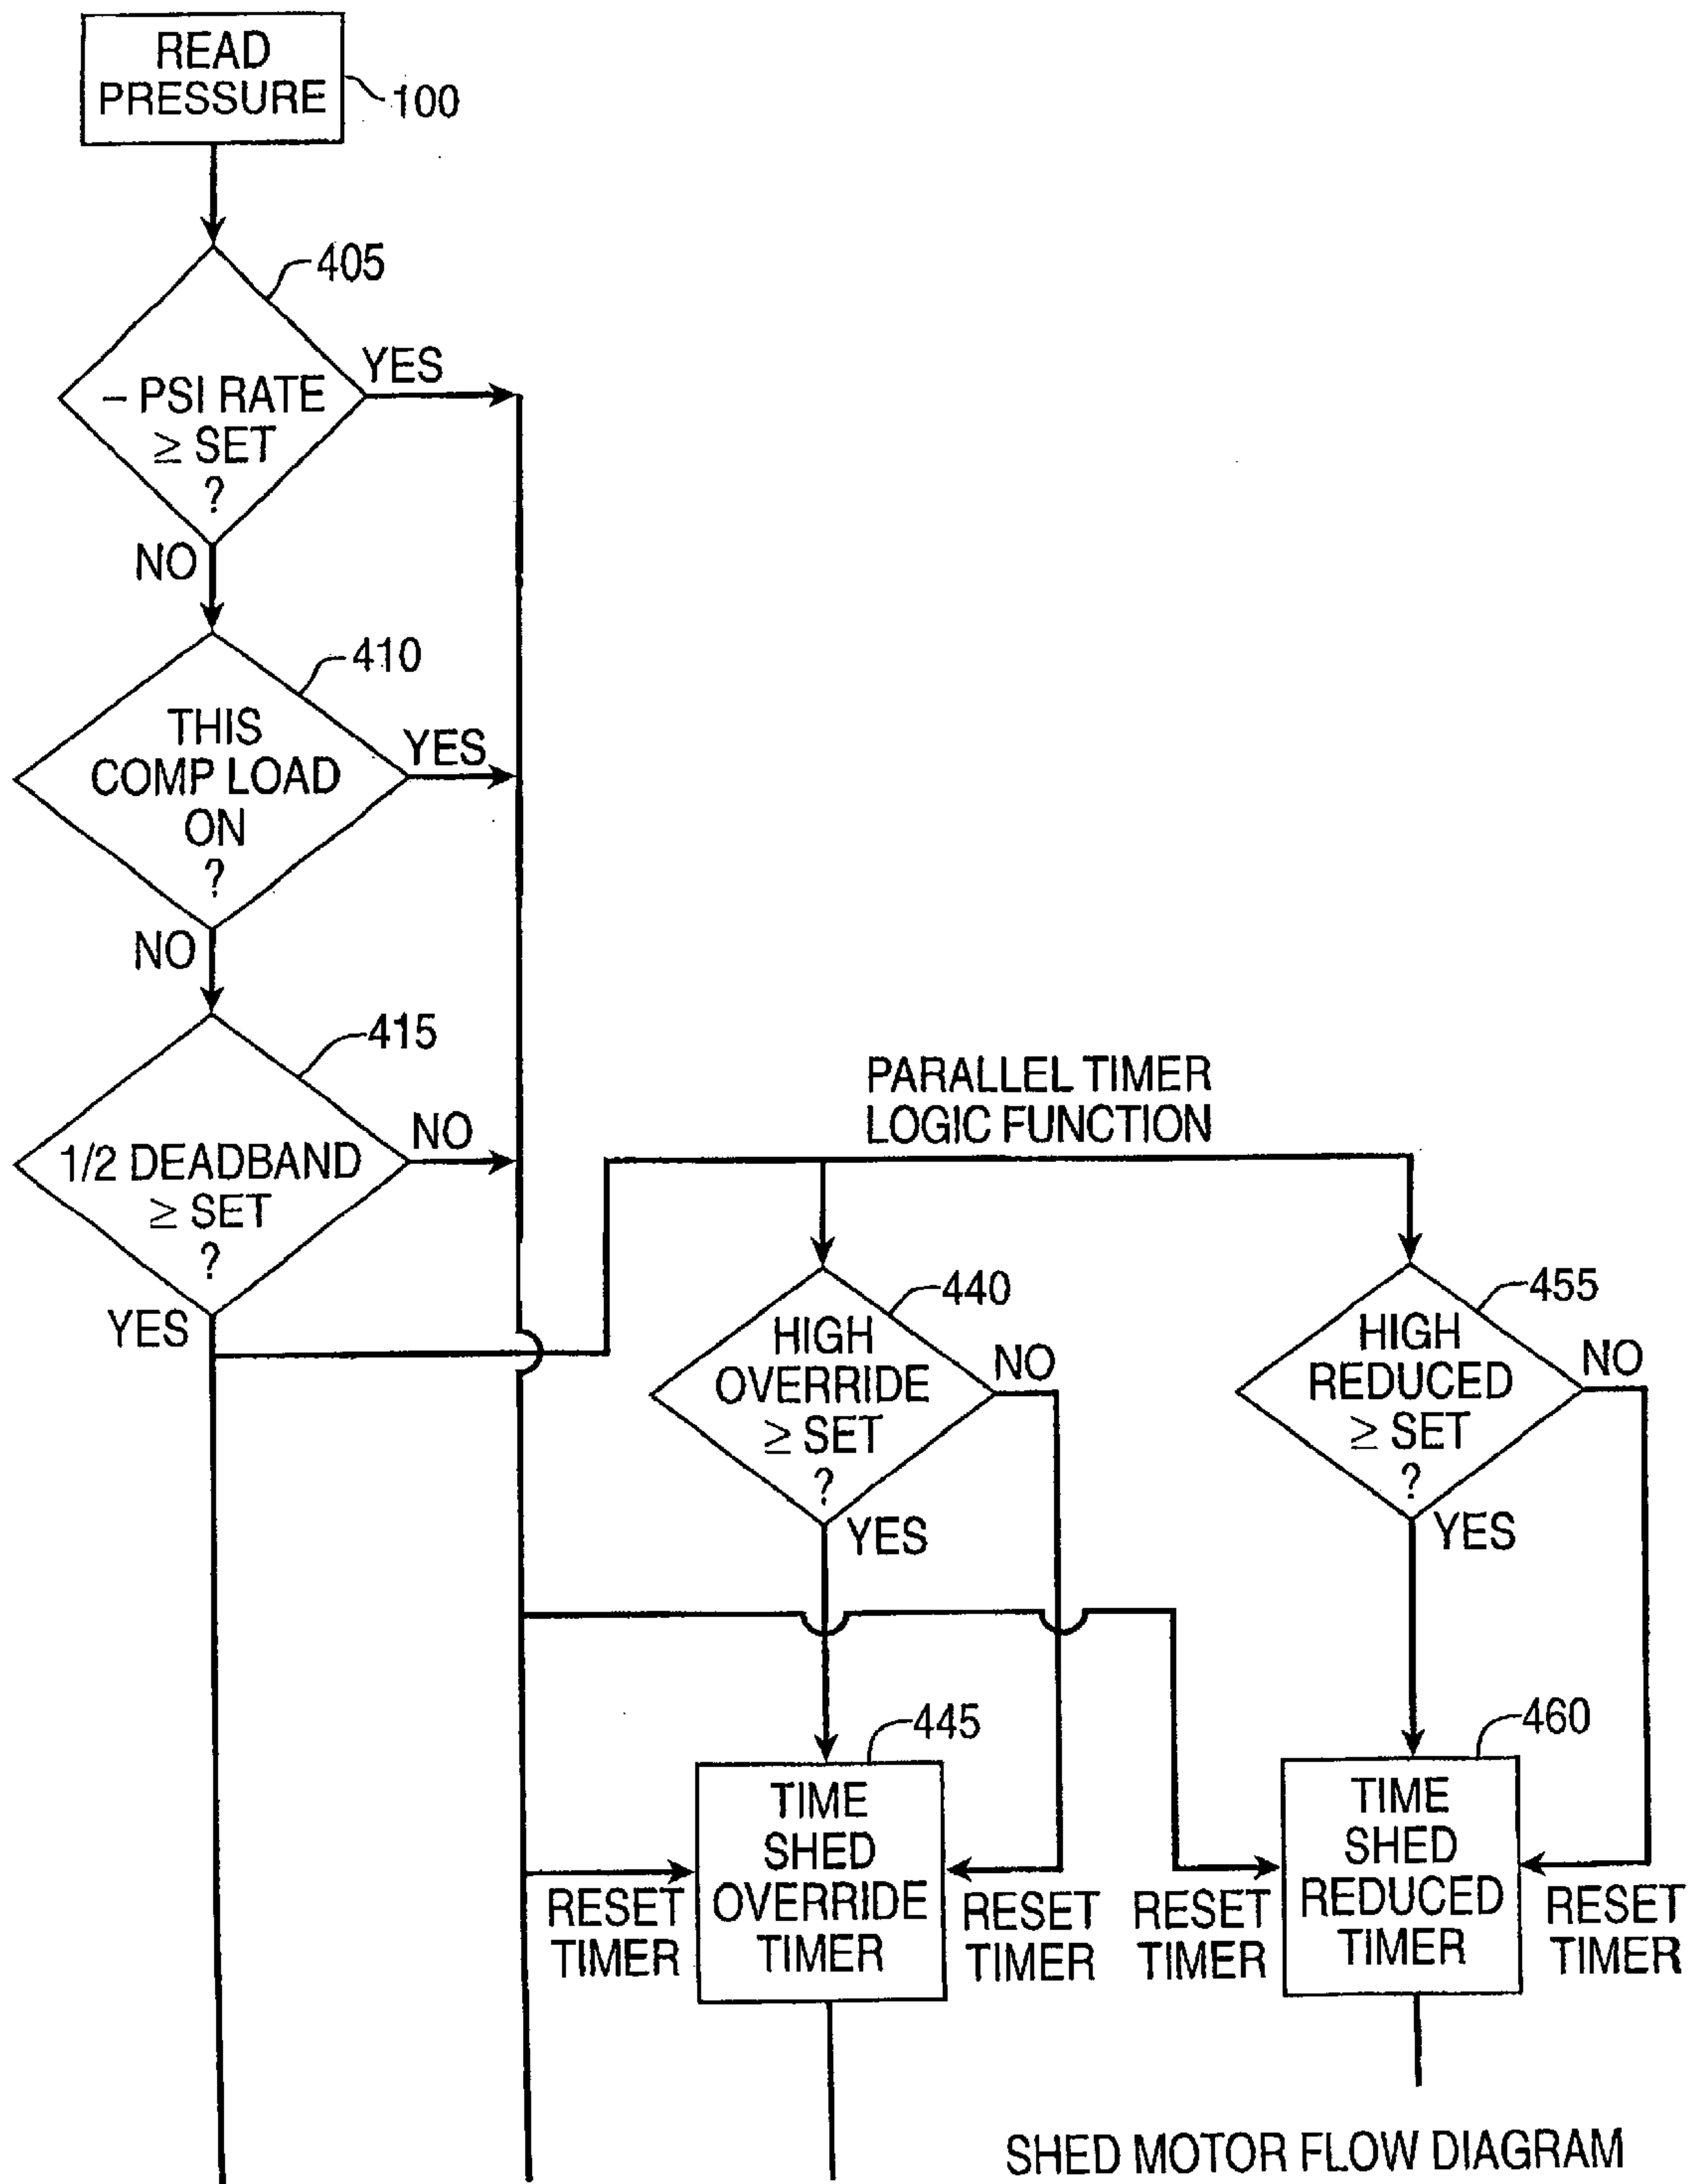 READ
PRESSURE
100
405
– PSI RATE
≥ SET
?
YES
NO
410
THIS
COMP LOAD
ON
?
YES
NO
415
1/2 DEADBAND
≥ SET
?
NO
YES
PARALLEL TIMER
LOGIC FUNCTION
440
HIGH
OVERRIDE
≥ SET
?
NO
YES
455
HIGH
REDUCED
≥ SET
?
NO
YES
445
TIME
SHED
OVERRIDE
TIMER
RESET
TIMER
RESET
TIMER
460
TIME
SHED
REDUCED
TIMER
RESET
TIMER
RESET
TIMER
SHED MOTOR FLOW DIAGRAM